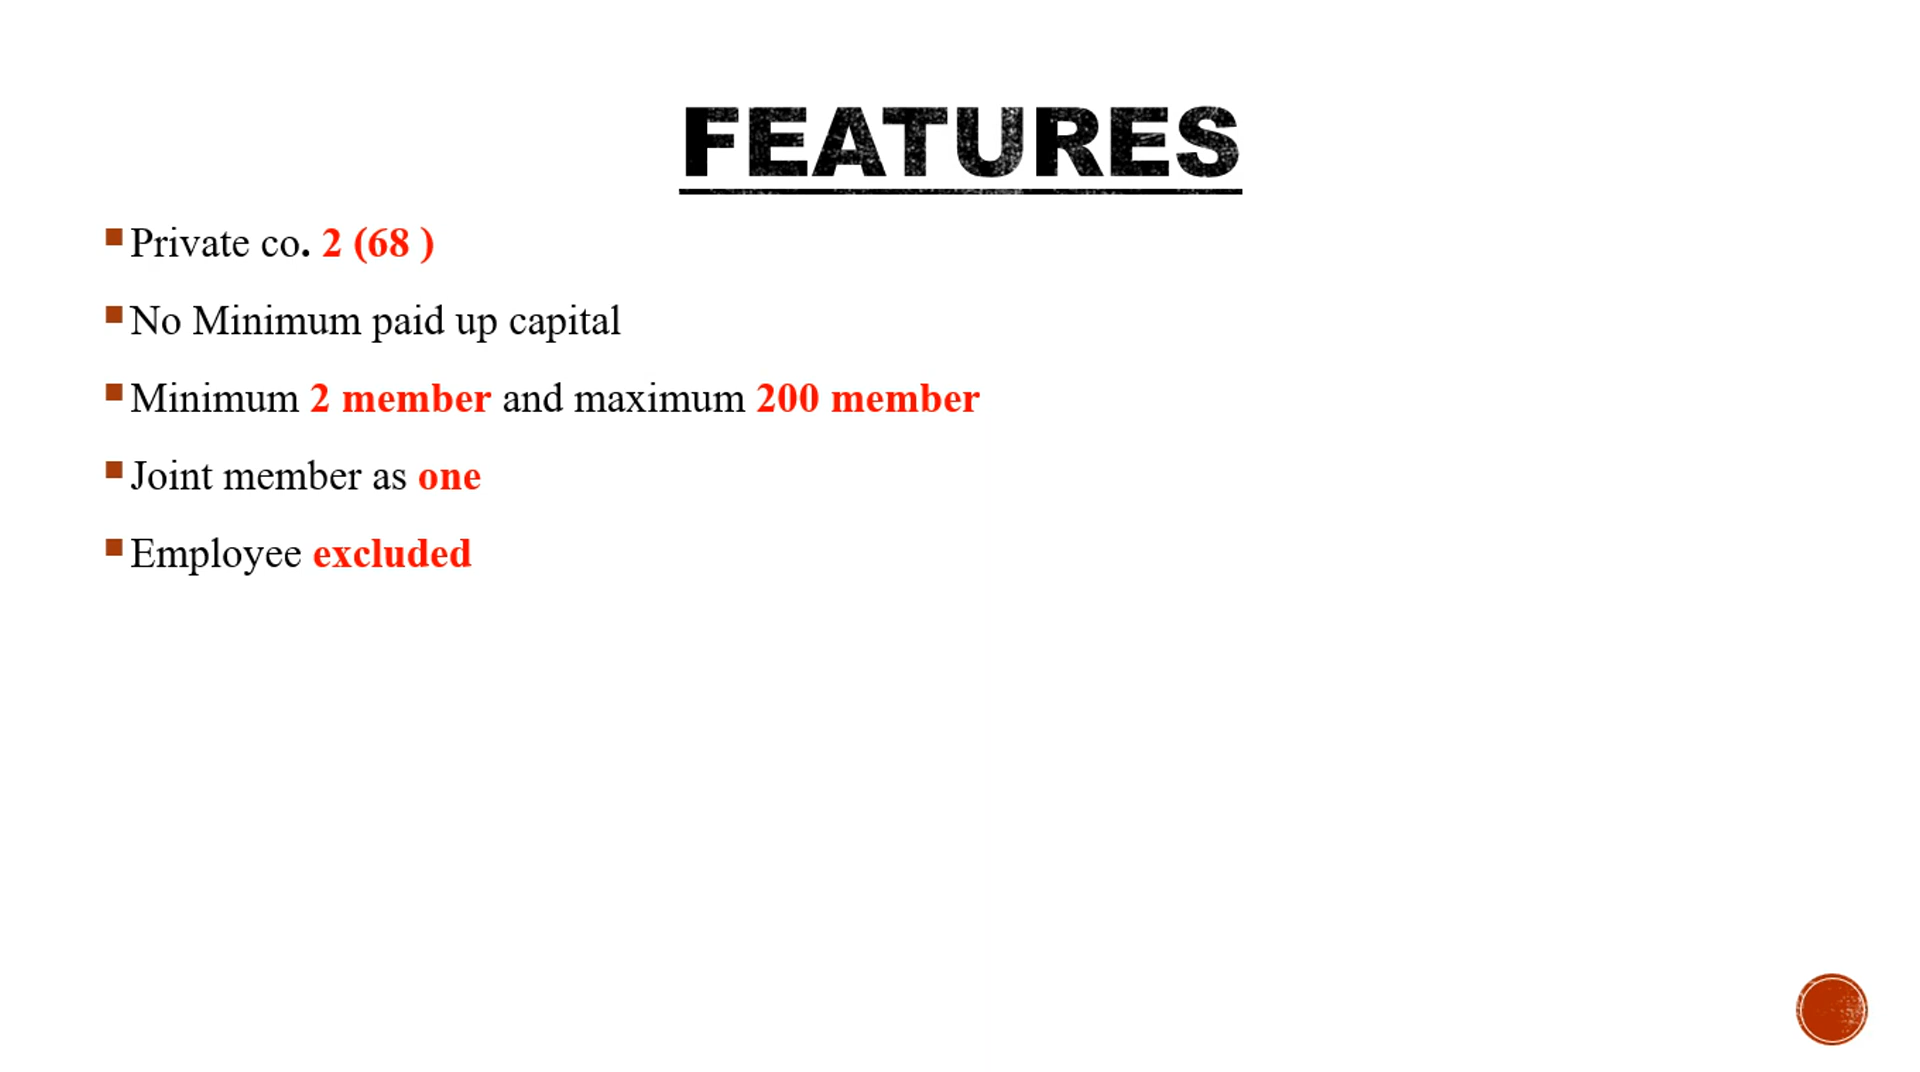 FEATURES
Private co. 2 (68 )
No Minimum paid up capital
Minimum 2 member and maximum 200 member
Joint member as one
Employee excluded